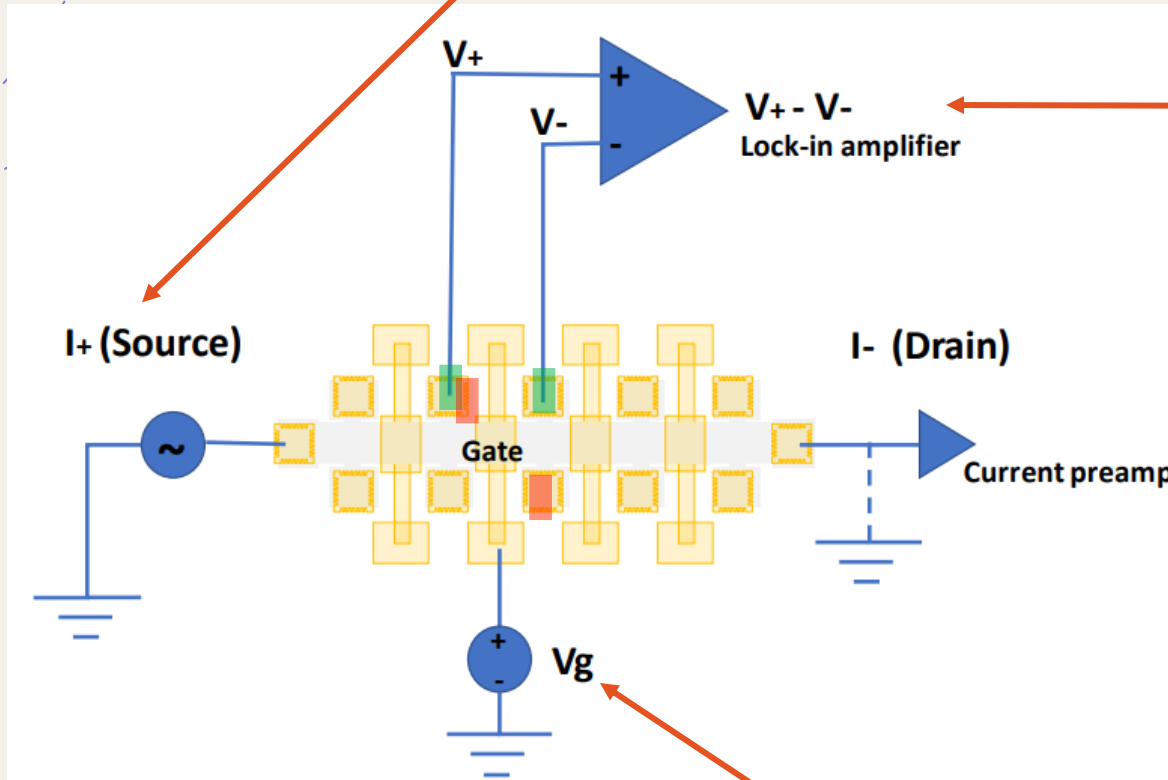 V+
+
V-
V+ - V-
-
Lock-in amplifier
I+ (Source)
I- (Drain)
~
Gate
Current preamp
+
Vg
-